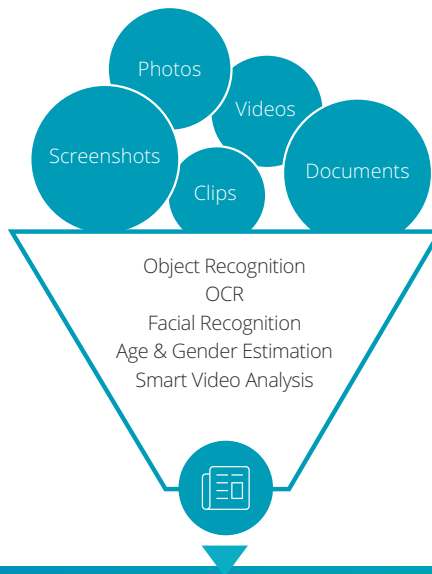 Photos
Videos
Screenshots
Documents
Clips
Object Recognition
OCR
Facial Recognition
Age & Gender Estimation
Smart Video Analysis